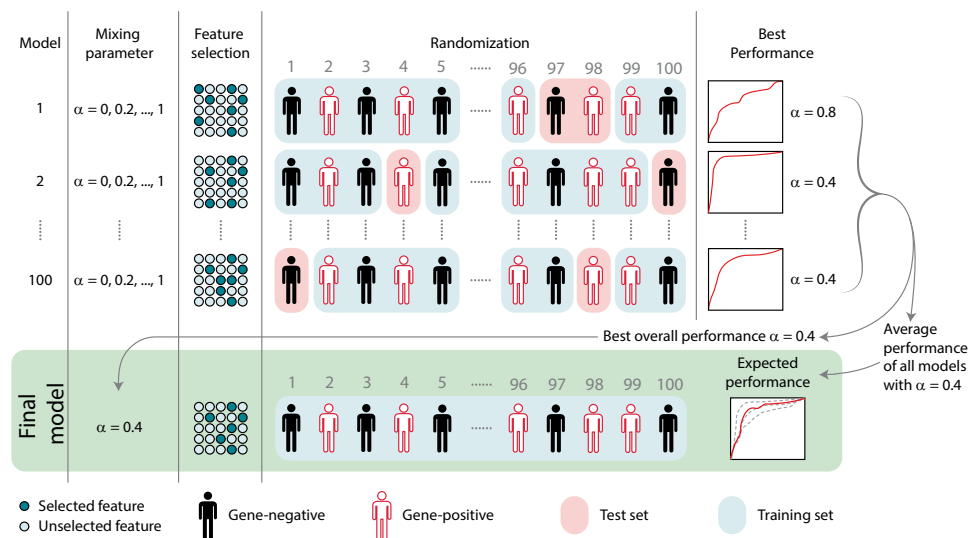 Model
Mixing
parameter
Feature
selection
Randomization
Best
Performance
1 2 3 4 5 ...... 96 97 98 99 100
1
α = 0, 0.2, ..., 1
......
α = 0.8
2
α = 0, 0.2, ..., 1
......
α = 0.4
100
α = 0, 0.2, ..., 1
......
α = 0.4
Best overall performance α = 0.4
Average
performance
of all models
with α = 0.4
Final
model
1 2 3 4 5 ...... 96 97 98 99 100
Expected
performance
α = 0.4
......
Selected feature
Unselected feature
Gene-negative
Gene-positive
Test set
Training set